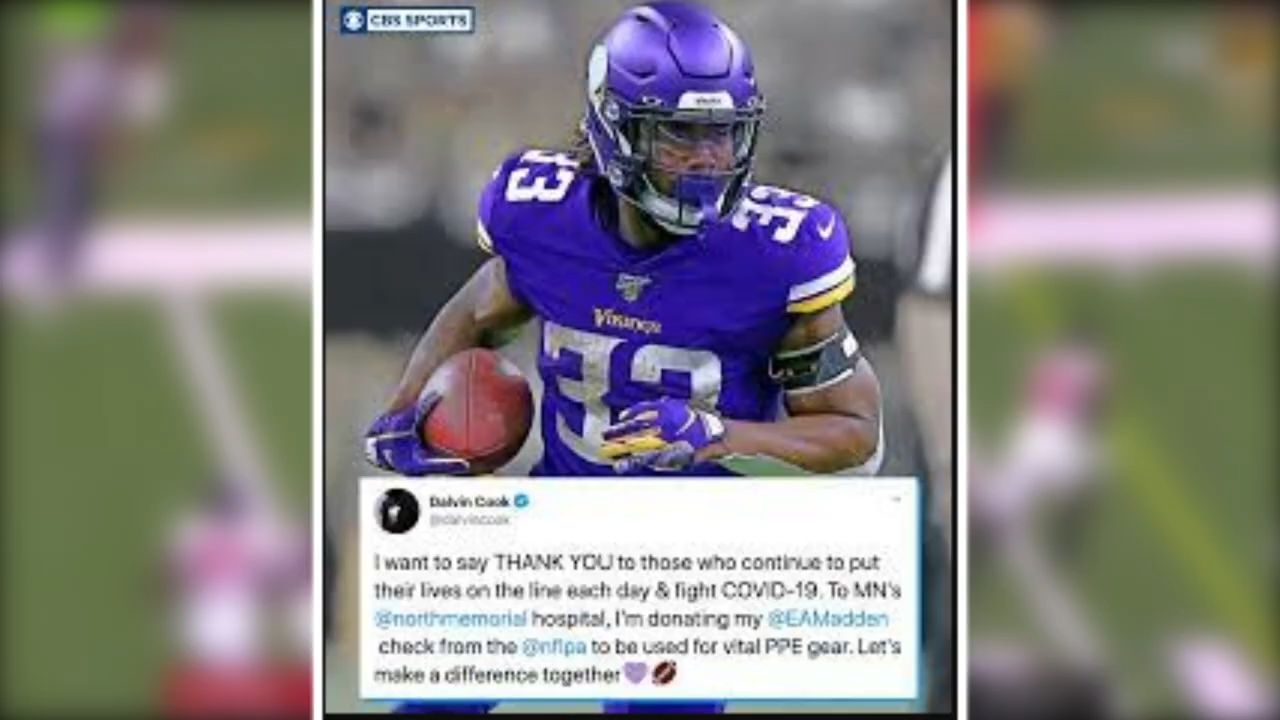 CBS SPORTS
33
33
Vikings
33
Dalvin Cook
@dalvincook
I want to say THANK YOU to those who continue to put
their lives on the line each day & fight COVID-19. To MN's
@northmemorial hospital, I'm donating my @EAMadden
check from the @nflpa to be used for vital PPE gear. Let's
make a difference together💜🏈